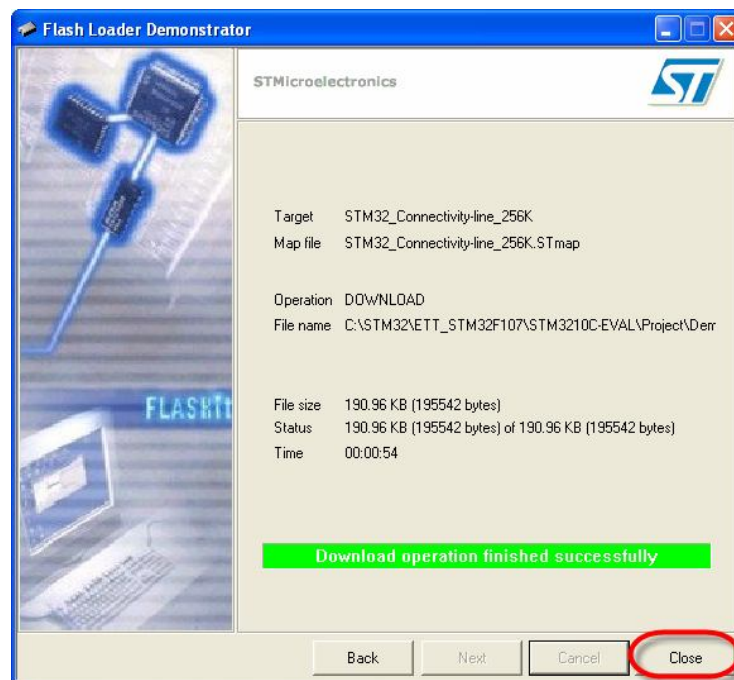 Flash Loader Demonstrator
STMicroelectronics
ST
Target STM32_Connectivity-line_256K
Map file STM32_Connectivity-line_256K.STmap
Operation DOWNLOAD
File name C:\STM32\ETT_STM32F107\STM3210C-EVAL\Project\Dem
File size 190.96 KB (195542 bytes)
Status 190.96 KB (195542 bytes) of 190.96 KB (195542 bytes)
Time 00:00:54
FLASHit
Download operation finished successfully
Back Next Cancel Close